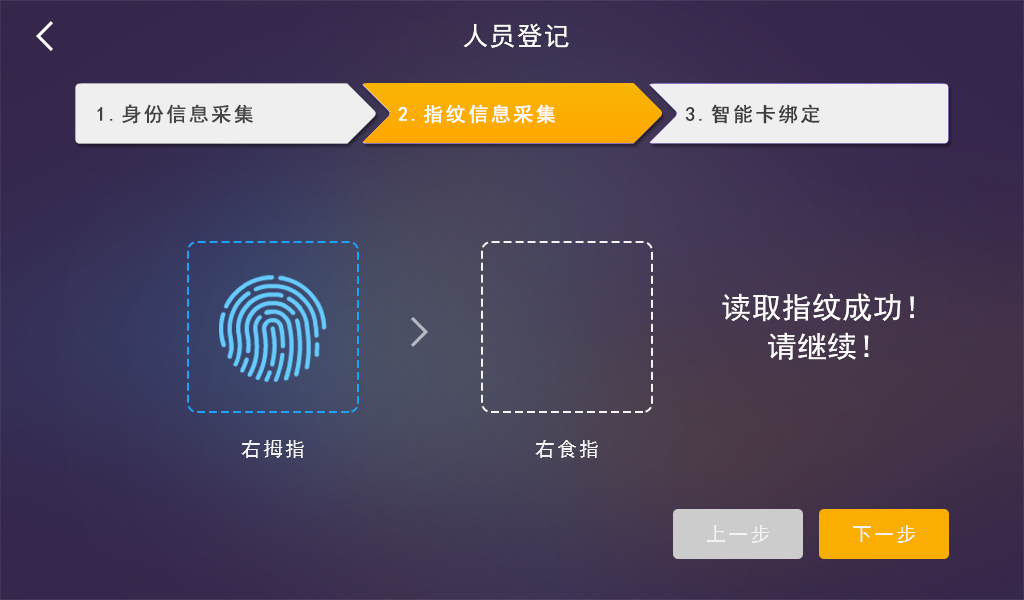 人员登记
1.身份信息采集
2.指纹信息采集
3.智能卡绑定
读取指纹成功！
请继续！
右拇指
右食指
上一步
下一步